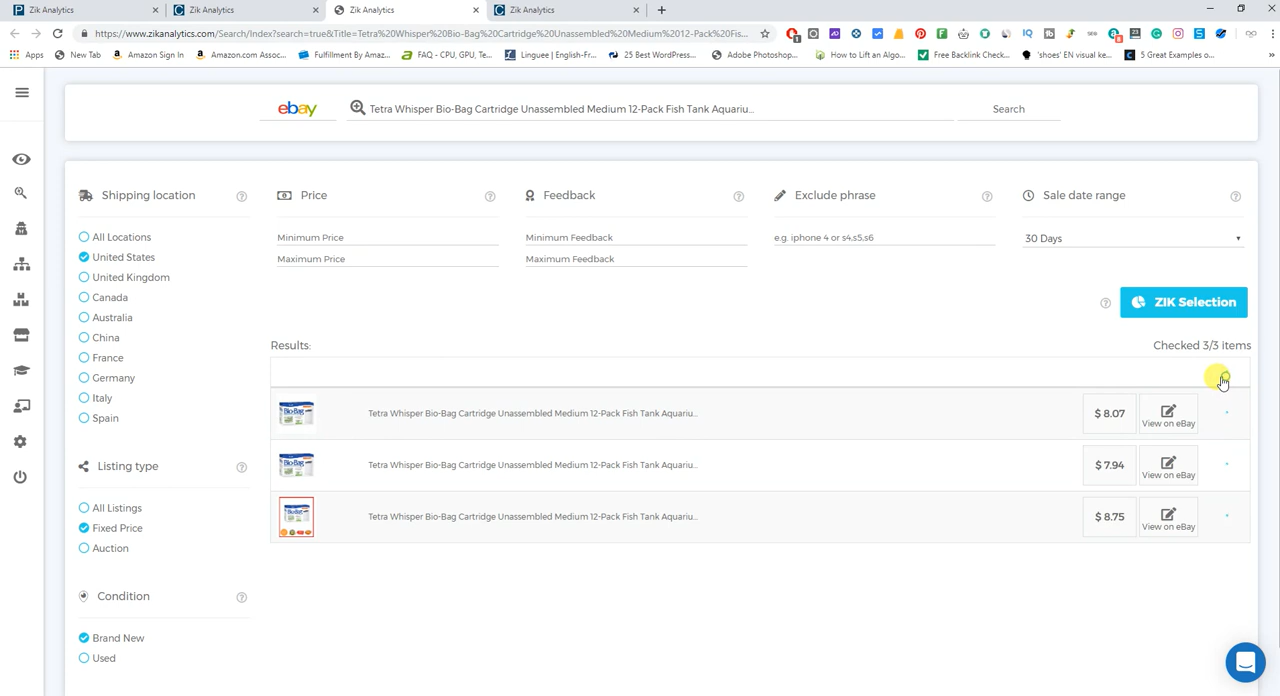 Zik Analytics
Zik Analytics
Zik Analytics
Zik Analytics
https://www.zikanalytics.com/Search/Index?search=true&Title=Tetra%20Whisper%20Bio-Bag%20Cartridge%20Unassembled%20Medium%2012-Pack%20Fis...
Apps
New Tab
Amazon Sign In
Amazon.com Assoc...
Fulfillment By Amaz...
FAQ - CPU, GPU, Te...
Linguee | English-Fr...
25 Best WordPress...
Adobe Photoshop...
How to Lift an Algo...
Free Backlink Check...
'shoes' EN visual ke...
5 Great Examples o...
ebay
Tetra Whisper Bio-Bag Cartridge Unassembled Medium 12-Pack Fish Tank Aquariu...
Search
Shipping location
Price
Feedback
Exclude phrase
Sale date range
All Locations
Minimum Price
Minimum Feedback
e.g. iphone 4 or s4,s5,s6
30 Days
United States
Maximum Price
Maximum Feedback
United Kingdom
Canada
Australia
China
France
Germany
Italy
Spain
ZIK Selection
Results:
Checked 3/3 items
Tetra Whisper Bio-Bag Cartridge Unassembled Medium 12-Pack Fish Tank Aquariu...
$ 8.07
View on eBay
Tetra Whisper Bio-Bag Cartridge Unassembled Medium 12-Pack Fish Tank Aquariu...
$ 7.94
View on eBay
Tetra Whisper Bio-Bag Cartridge Unassembled Medium 12-Pack Fish Tank Aquariu...
$ 8.75
View on eBay
Listing type
All Listings
Fixed Price
Auction
Condition
Brand New
Used